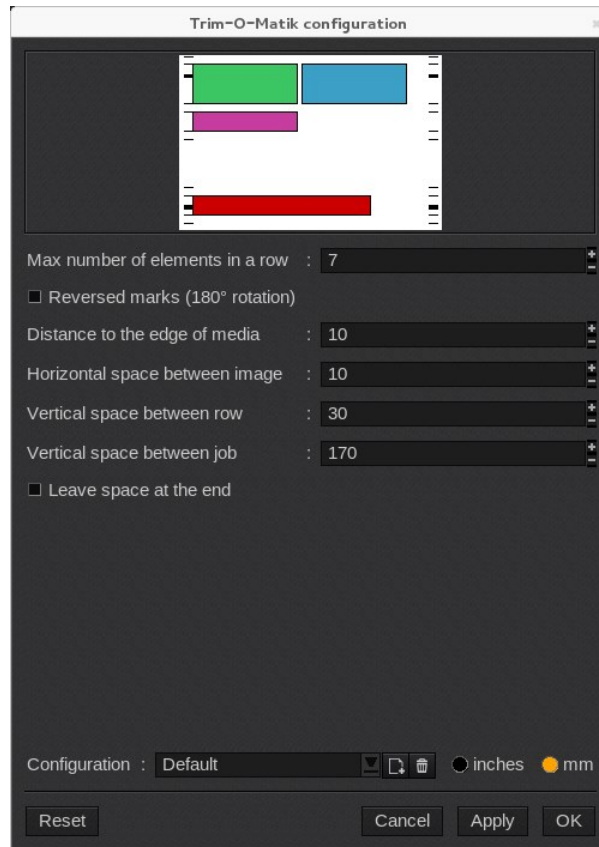 Trim-O-Matik configuration
Max number of elements in a row : 7
Reversed marks (180° rotation)
Distance to the edge of media : 10
Horizontal space between image : 10
Vertical space between row : 30
Vertical space between job : 170
Leave space at the end
Configuration : Default inches mm
Reset Cancel Apply OK